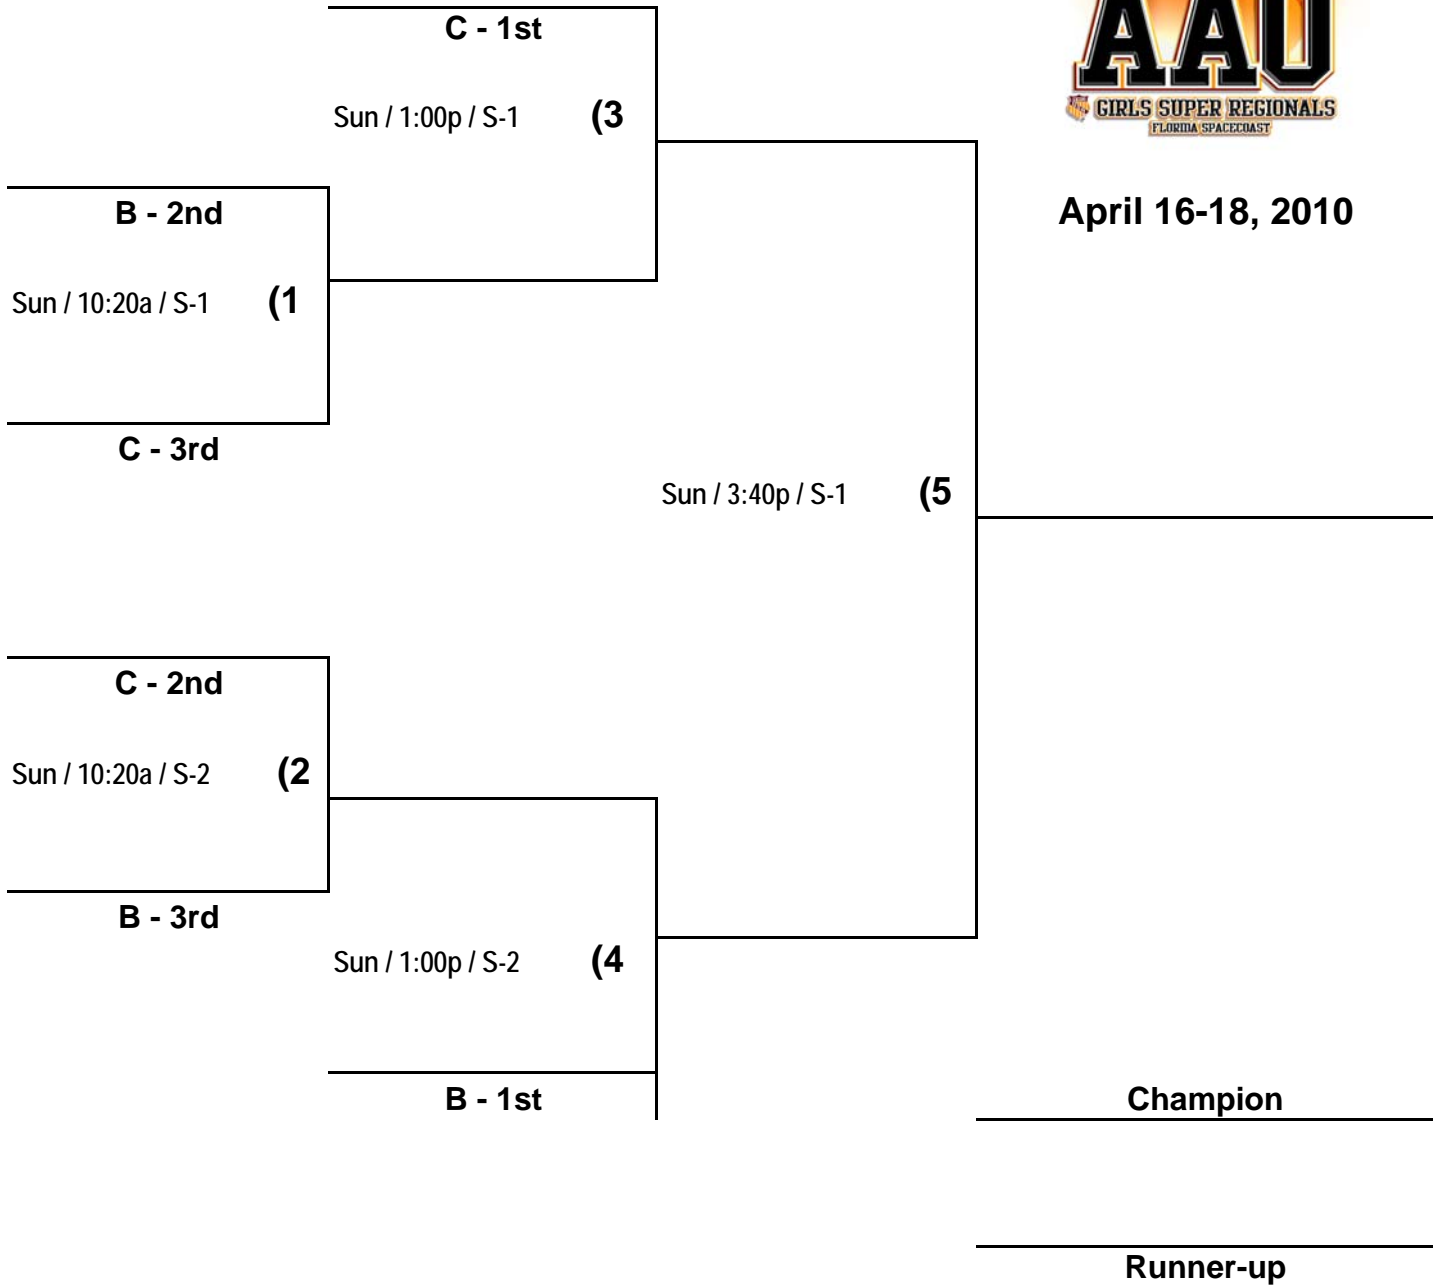 AAU
GIRLS SUPER REGIONALS
FLORIDA SPACECOAST
April 16-18, 2010
C - 1st
Sun / 1:00p / S-1 (3
B - 2nd
Sun / 10:20a / S-1 (1
C - 3rd
Sun / 3:40p / S-1 (5
C - 2nd
Sun / 10:20a / S-2 (2
B - 3rd
Sun / 1:00p / S-2 (4
B - 1st
Champion
Runner-up